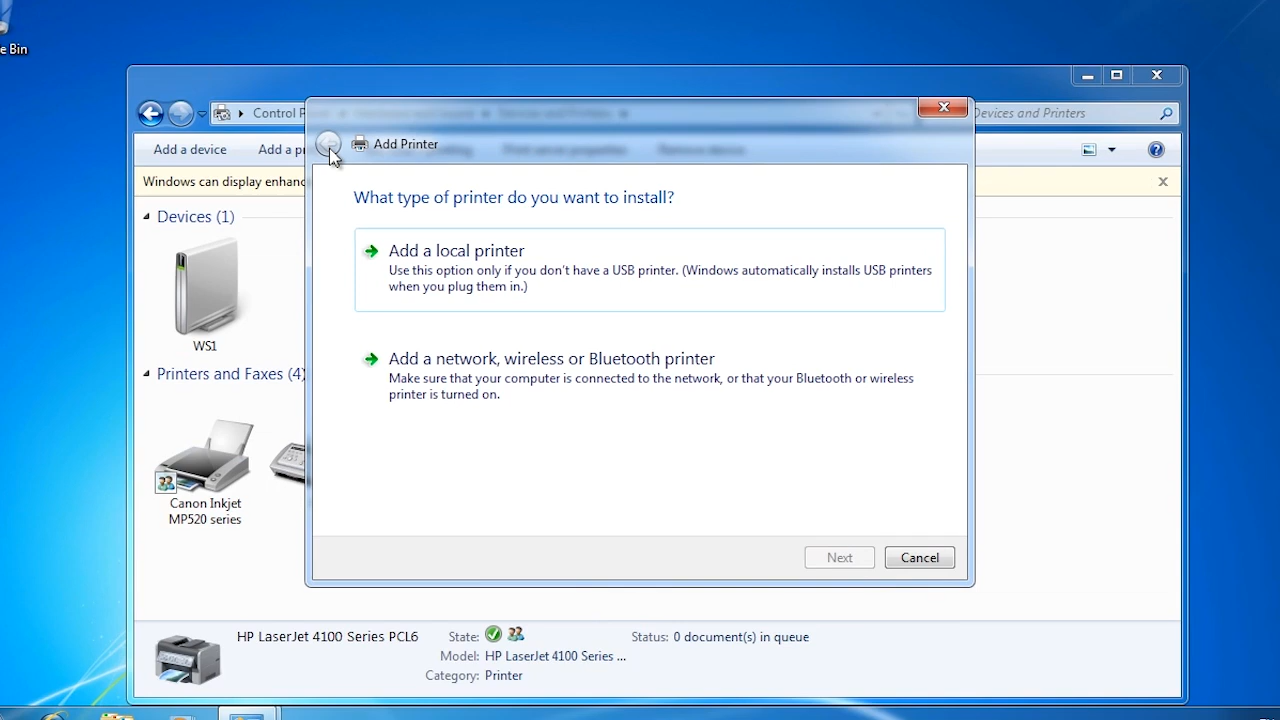 e Bin
Control P
Devices and Printers
Add a device
Add a pr
Print server properties
Remove device
Add Printer
Windows can display enhanc
What type of printer do you want to install?
Devices (1)
Add a local printer
Use this option only if you don't have a USB printer. (Windows automatically installs USB printers
when you plug them in.)
WS1
Add a network, wireless or Bluetooth printer
Make sure that your computer is connected to the network, or that your Bluetooth or wireless
printer is turned on.
Printers and Faxes (4)
Canon Inkjet
MP520 series
Next
Cancel
HP LaserJet 4100 Series PCL6
State:
Status: 0 document(s) in queue
Model: HP LaserJet 4100 Series ...
Category: Printer